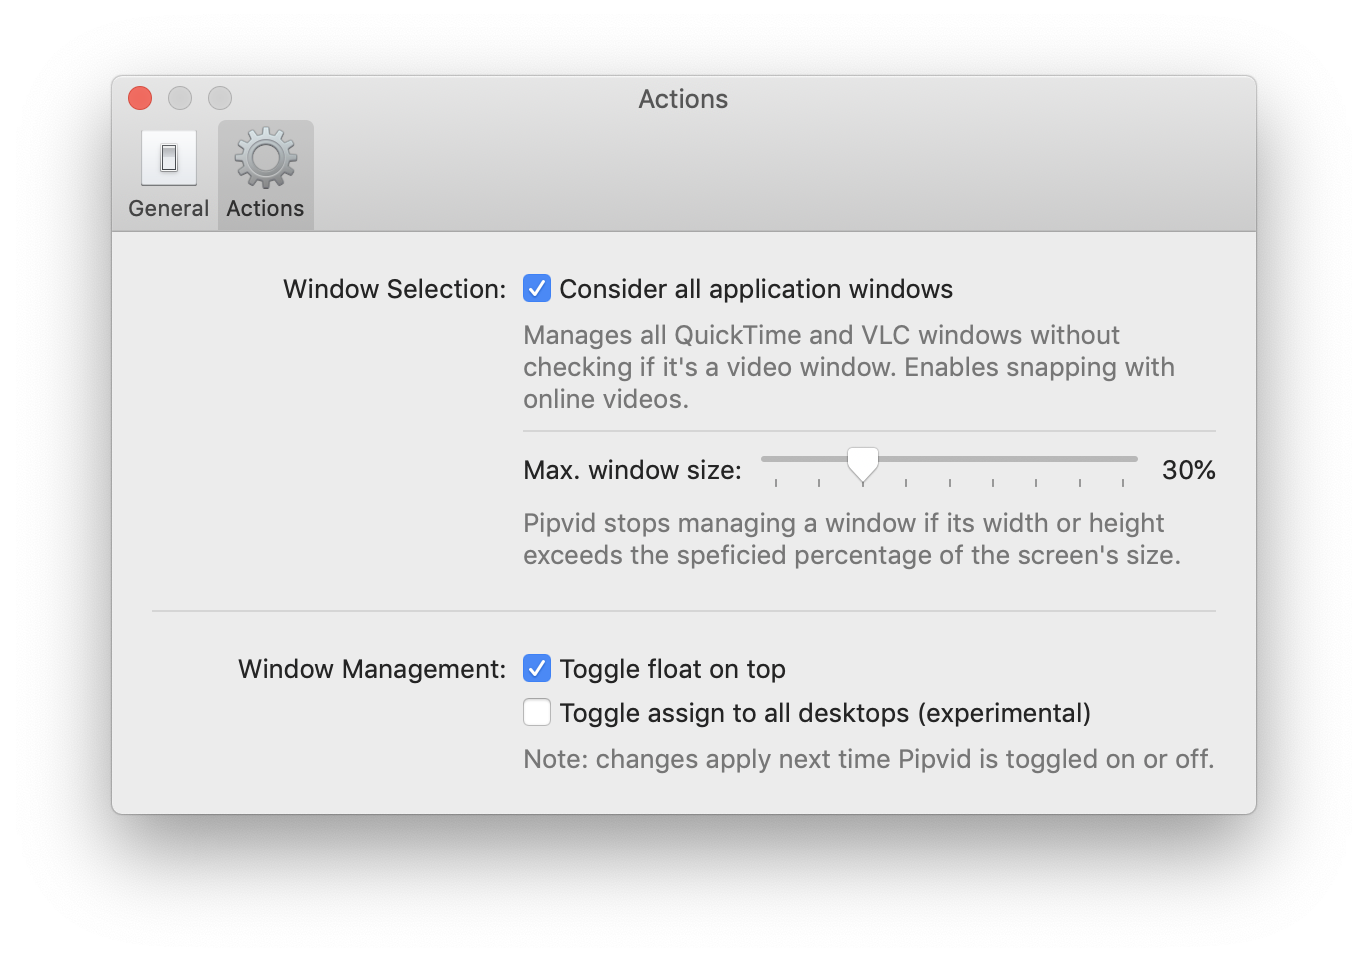 Actions
General
Actions
Window Selection:
Consider all application windows
Manages all QuickTime and VLC windows without
checking if it's a video window. Enables snapping with
online videos.
Max. window size:
30%
Pipvid stops managing a window if its width or height
exceeds the speficied percentage of the screen's size.
Window Management:
Toggle float on top
Toggle assign to all desktops (experimental)
Note: changes apply next time Pipvid is toggled on or off.